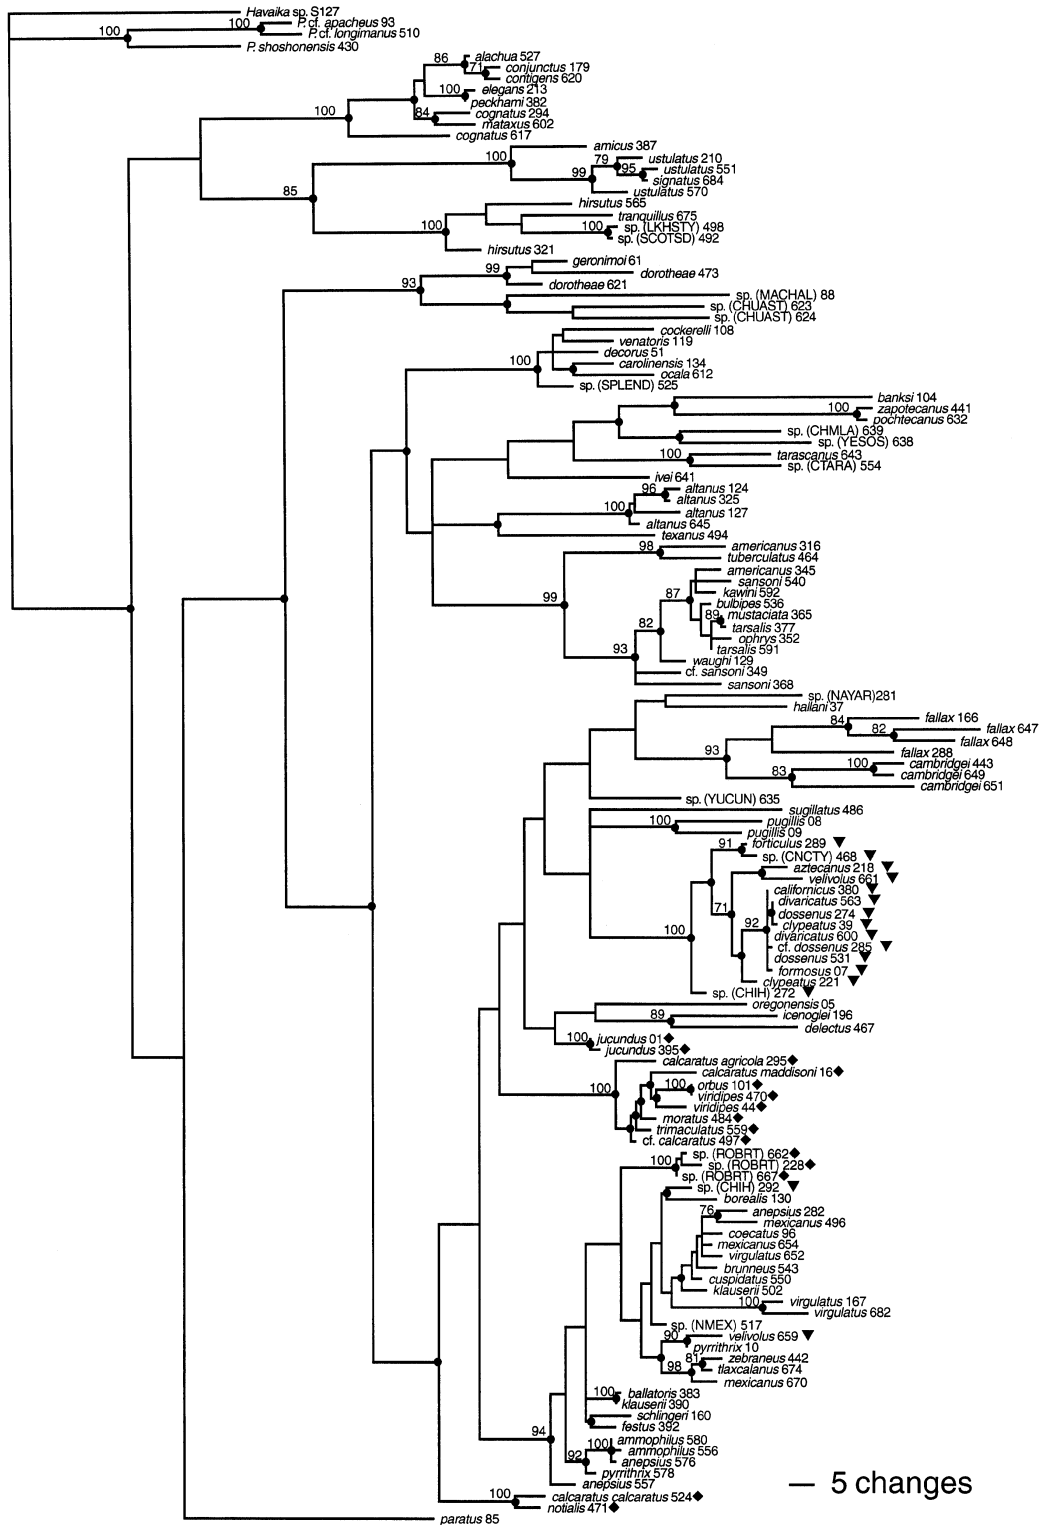 Havaika sp. S127
100
P. cf. apacheus 93
P. cf. longimanus 510
100
P. shoshonensis 430
86
alachua 527
71
conjunctus 179
contigens 620
100
elegans 213
peckhami 382
100
84
cognatus 294
mataxus 602
cognatus 617
amicus 387
100
79
ustulatus 210
99
95
ustulatus 551
signatus 684
ustulatus 570
85
hirsutus 565
tranquillus 675
100
100
sp. (LKHSTY) 498
sp. (SCOTSD) 492
hirsutus 321
geronimoi 61
99
dorotheae 473
93
dorotheae 621
sp. (MACHAL) 88
sp. (CHUAST) 623
sp. (CHUAST) 624
cockerelli 108
venatoris 119
decorus 51
100
carolinensis 134
ocala 612
sp. (SPLEND) 525
banksi 104
100
zapotecanus 441
pochtecanus 632
sp. (CHMLA) 639
sp. (YESOS) 638
100
tarascanus 643
sp. (CTARA) 554
ivei 641
96
altanus 124
altanus 325
100
altanus 127
altanus 645
texanus 494
98
americanus 316
tuberculatus 464
americanus 345
sansoni 540
87
kawini 592
99
bulbipes 536
89
mustaciata 365
tarsalis 377
82
ophrys 352
tarsalis 591
93
waughi 129
cf. sansoni 349
sansoni 368
sp. (NAYAR)281
hallani 37
84
fallax 166
82
fallax 647
fallax 648
93
fallax 288
100
cambridgei 443
83
cambridgei 649
cambridgei 651
sp. (YUCUN) 635
sugillatus 486
100
pugillis 08
pugillis 09
91
forticulus 289 ▼
sp. (CNCTY) 468 ▼
aztecanus 218 ▼
velivolus 661 ▼
californicus 380 ▼
divaricatus 563 ▼
71
dossenus 274 ▼
92
clypeatus 39 ▼
100
divaricatus 600 ▼
cf. dossenus 285 ▼
dossenus 531 ▼
formosus 07 ▼
clypeatus 221 ▼
sp. (CHIH) 272 ▼
oregonensis 05
89
icenoglei 196
delectus 467
100
jucundus 01◆
jucundus 395◆
calcaratus agricola 295◆
calcaratus maddisoni 16◆
100
100
orbus 101◆
viridipes 470◆
viridipes 44◆
moratus 484◆
trimaculatus 559◆
cf. calcaratus 497◆
sp. (ROBRT) 662◆
100
sp. (ROBRT) 228◆
sp. (ROBRT) 667◆
sp. (CHIH) 292 ▼
borealis 130
76
anepsius 282
mexicanus 496
coecatus 96
mexicanus 654
virgulatus 652
brunneus 543
cuspidatus 550
klauserii 502
100
virgulatus 167
virgulatus 682
sp. (NMEX) 517
90
velivolus 659 ▼
pyrrithrix 10
81
zebraneus 442
98
tlaxcalanus 674
mexicanus 670
100
ballatoris 383
klauserii 390
schlingeri 160
festus 392
94
100
ammophilus 580
ammophilus 556
92
anepsius 576
pyrrithrix 578
anepsius 557
100
calcaratus calcaratus 524◆
notialis 471◆
paratus 85
5 changes